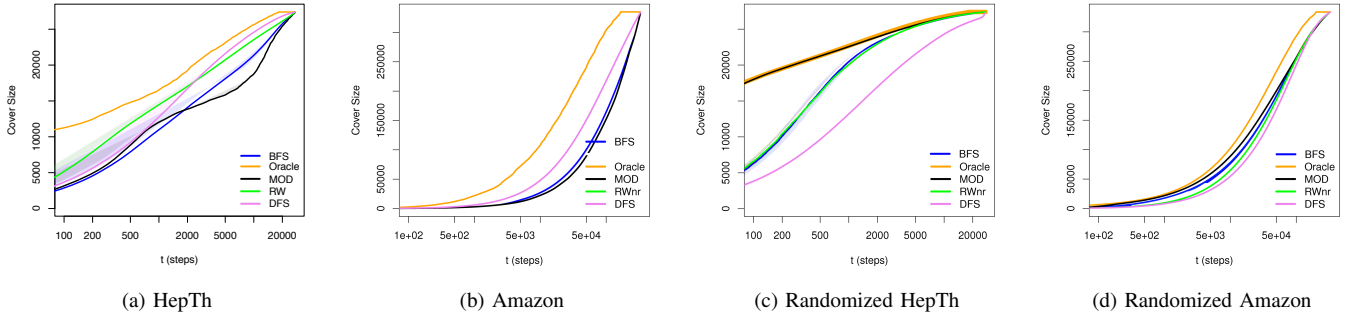 Cover Size
0 5000 10000 20000
100 200 500 2000 5000 20000
t (steps)
BFS
Oracle
MOD
RW
DFS
(a) HepTh
Cover Size
0 50000 150000 250000
1e+02 5e+02 5e+03 5e+04
t (steps)
BFS
Oracle
MOD
RWnr
DFS
(b) Amazon
Cover Size
0 5000 10000 20000
100 200 500 2000 5000 20000
t (steps)
BFS
Oracle
MOD
RWnr
DFS
(c) Randomized HepTh
Cover Size
0 50000 150000 250000
1e+02 5e+02 5e+03 5e+04
t (steps)
BFS
Oracle
MOD
RWnr
DFS
(d) Randomized Amazon